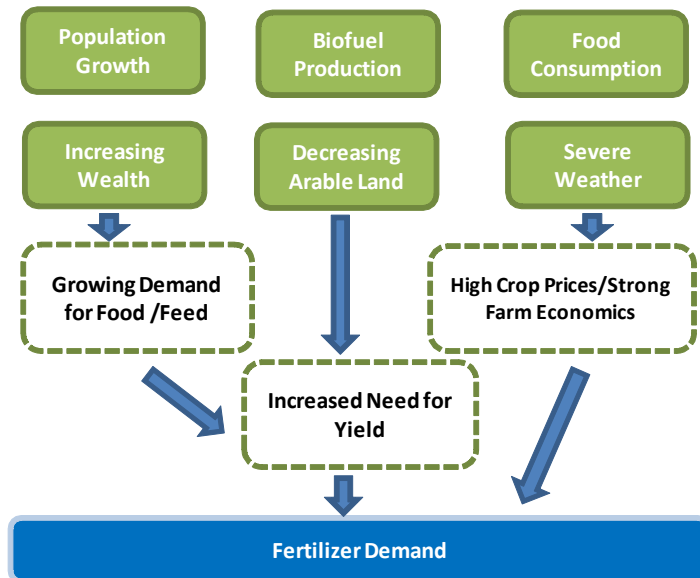 Population
Growth
Biofuel
Production
Food
Consumption
Increasing
Wealth
Decreasing
Arable Land
Severe
Weather
Growing Demand
for Food /Feed
High Crop Prices/Strong
Farm Economics
Increased Need for
Yield
Fertilizer Demand